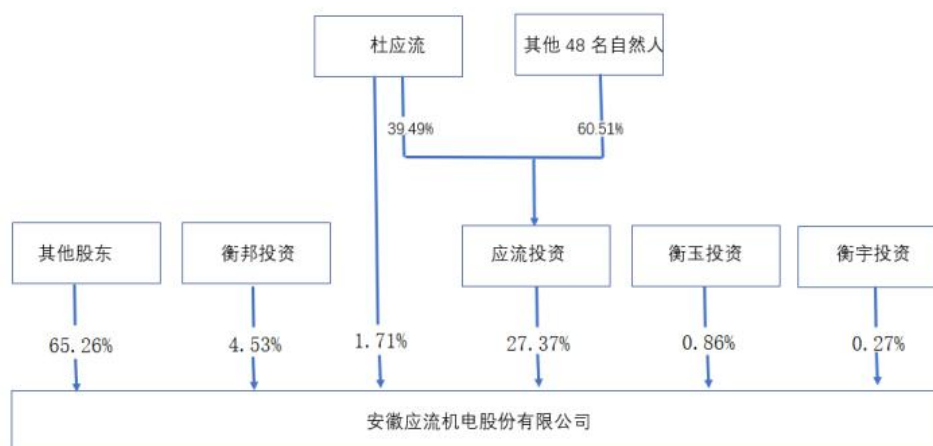 杜应流
其他 48 名自然人
39.49%
60.51%
其他股东
衡邦投资
应流投资
衡玉投资
衡宇投资
65.26%
4.53%
1.71%
27.37%
0.86%
0.27%
安徽应流机电股份有限公司